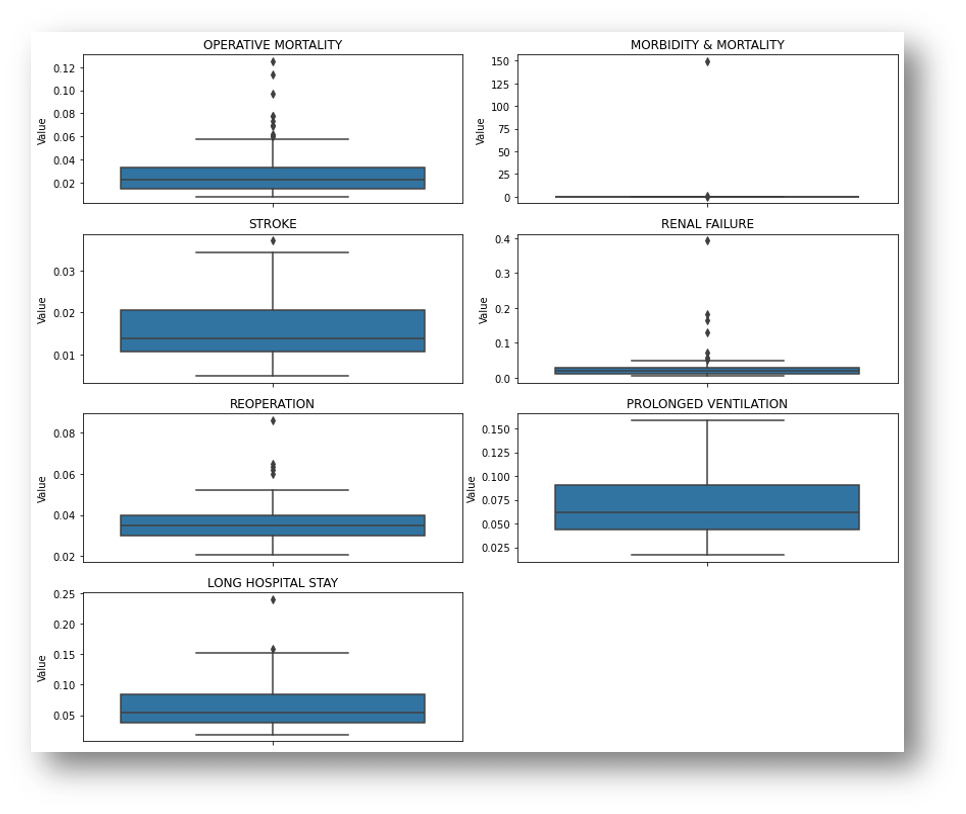 OPERATIVE MORTALITY
Value
0.12
0.10
0.08
0.06
0.04
0.02
MORBIDITY & MORTALITY
Value
150
125
100
75
50
25
0
STROKE
Value
0.03
0.02
0.01
RENAL FAILURE
Value
0.4
0.3
0.2
0.1
0.0
REOPERATION
Value
0.08
0.06
0.04
0.02
PROLONGED VENTILATION
Value
0.150
0.125
0.100
0.075
0.050
0.025
LONG HOSPITAL STAY
Value
0.25
0.20
0.15
0.10
0.05